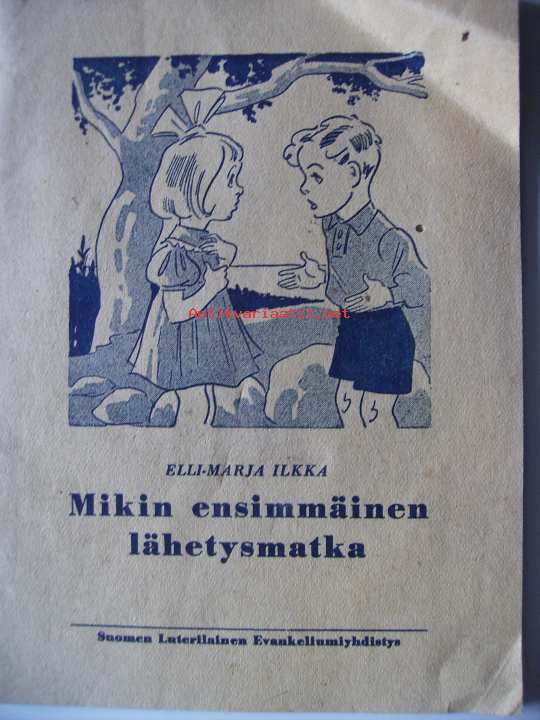 Antikvariaatti.net
ELLI-MARJA ILKKA
Mikin ensimmäinen
lähetysmatka
Suomen Luterilainen Evankeliumiyhdistys